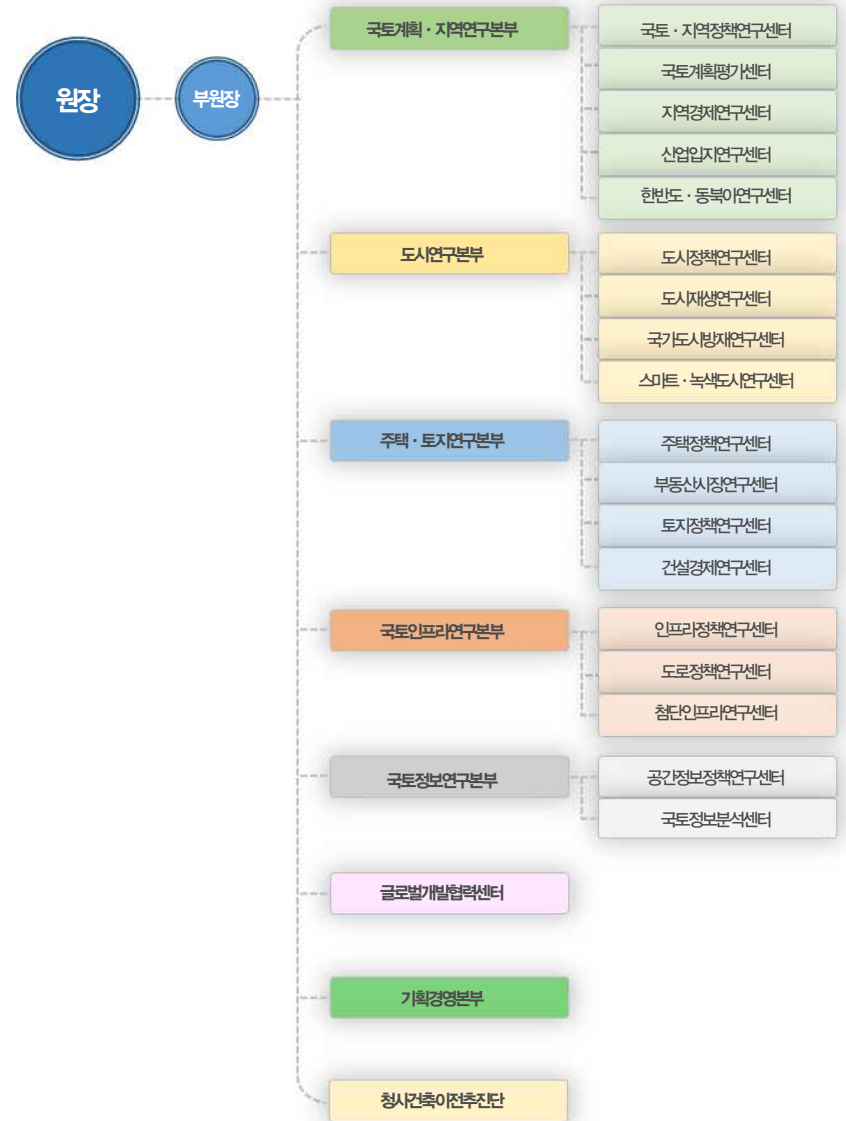 원장
부원장
국토계획 · 지역연구본부
국토 · 지역정책연구센터
국토계획평가센터
지역경제연구센터
산업입지연구센터
한반도 · 동북아연구센터
도시연구본부
도시정책연구센터
도시재생연구센터
국가도시방재연구센터
스마트 · 녹색도시연구센터
주택 · 토지연구본부
주택정책연구센터
부동산시장연구센터
토지정책연구센터
건설경제연구센터
국토인프라연구본부
인프라정책연구센터
도로정책연구센터
첨단인프라연구센터
국토정보연구본부
공간정보정책연구센터
국토정보분석센터
글로벌개발협력센터
기획경영본부
청사건축이전추진단